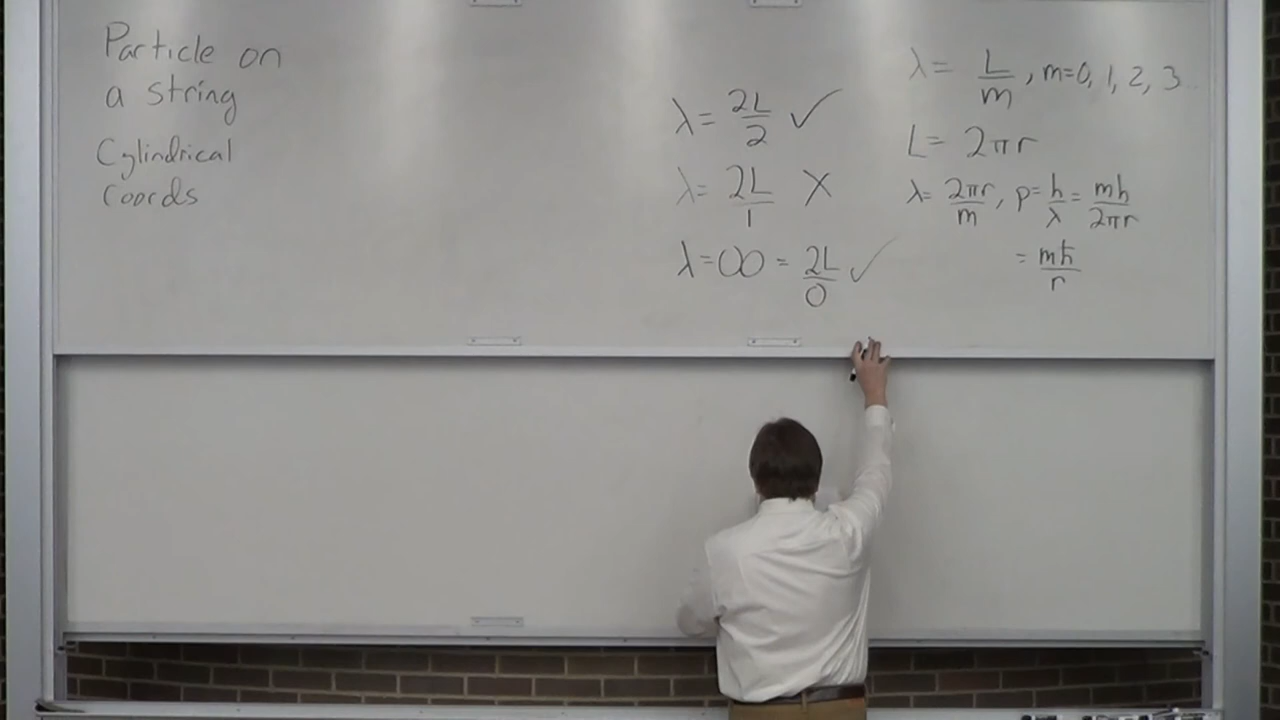 Particle on
a string
Cylindrical
coords
λ = 2L/2 ✓
λ = 2L/1 X
λ = ∞ = 2L/0 ✓
λ = L/m, m=0, 1, 2, 3
L = 2πr
λ = 2πr/m, p = h/λ = mh/2πr
= mħ/r